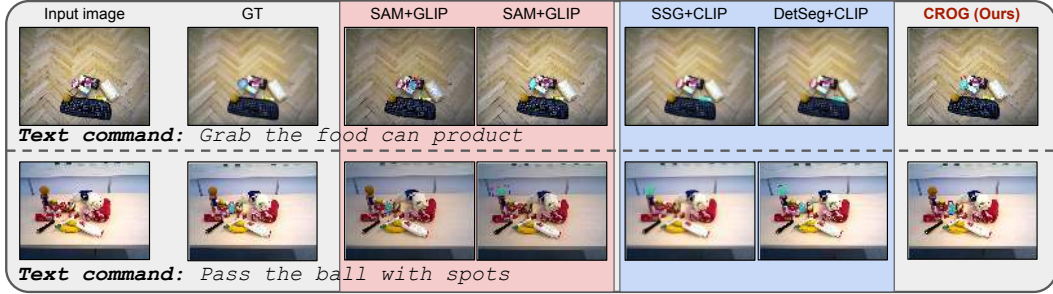 Input image GT SAM+GLIP SAM+GLIP SSG+CLIP DetSeg+CLIP CROG (Ours)
Text command: Grab the food can product
Text command: Pass the ball with spots